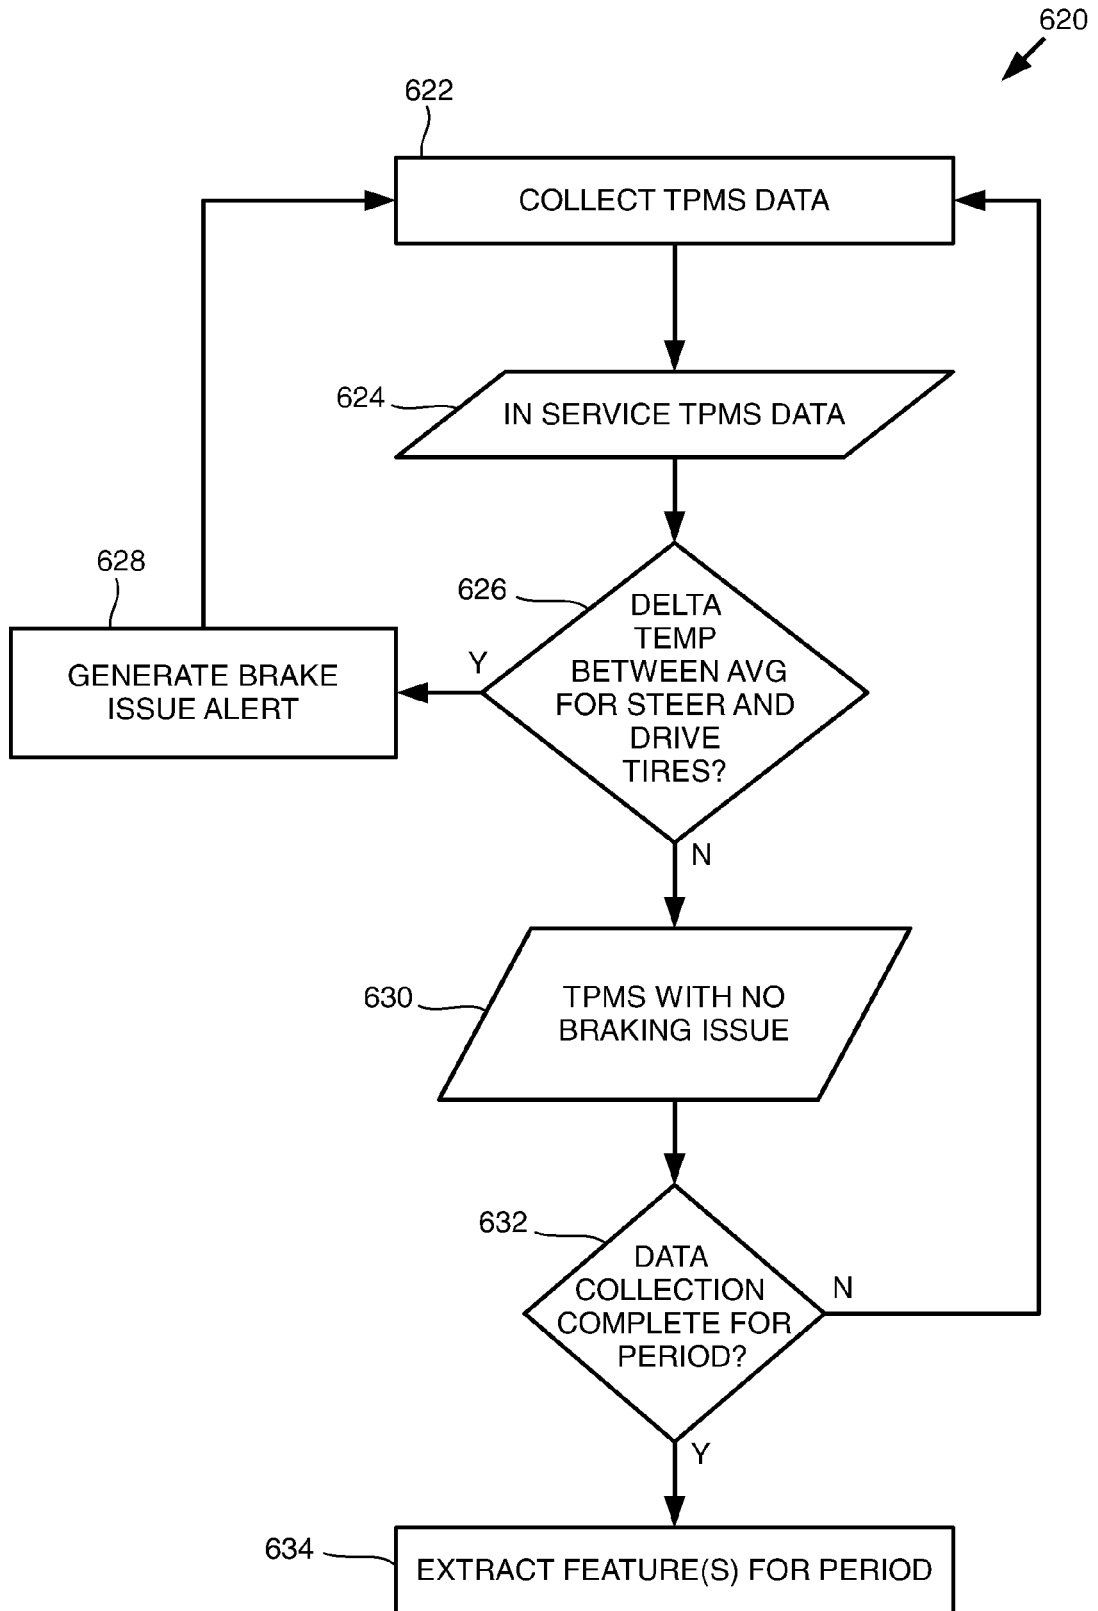 620
622
COLLECT TPMS DATA
624
IN SERVICE TPMS DATA
628
626
GENERATE BRAKE
ISSUE ALERT
Y
DELTA
TEMP
BETWEEN AVG
FOR STEER AND
DRIVE
TIRES?
N
630
TPMS WITH NO
BRAKING ISSUE
632
DATA
COLLECTION
COMPLETE FOR
PERIOD?
N
Y
634
EXTRACT FEATURE(S) FOR PERIOD